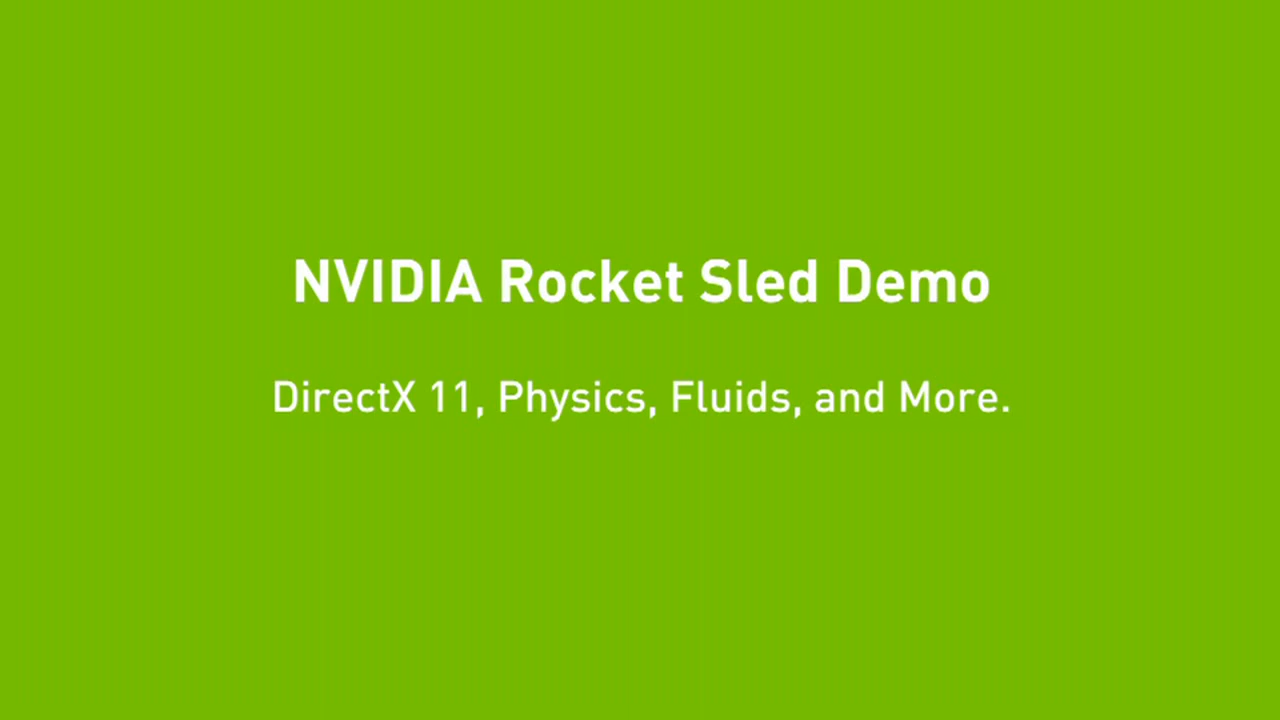 NVIDIA Rocket Sled Demo
DirectX 11, Physics, Fluids, and More.